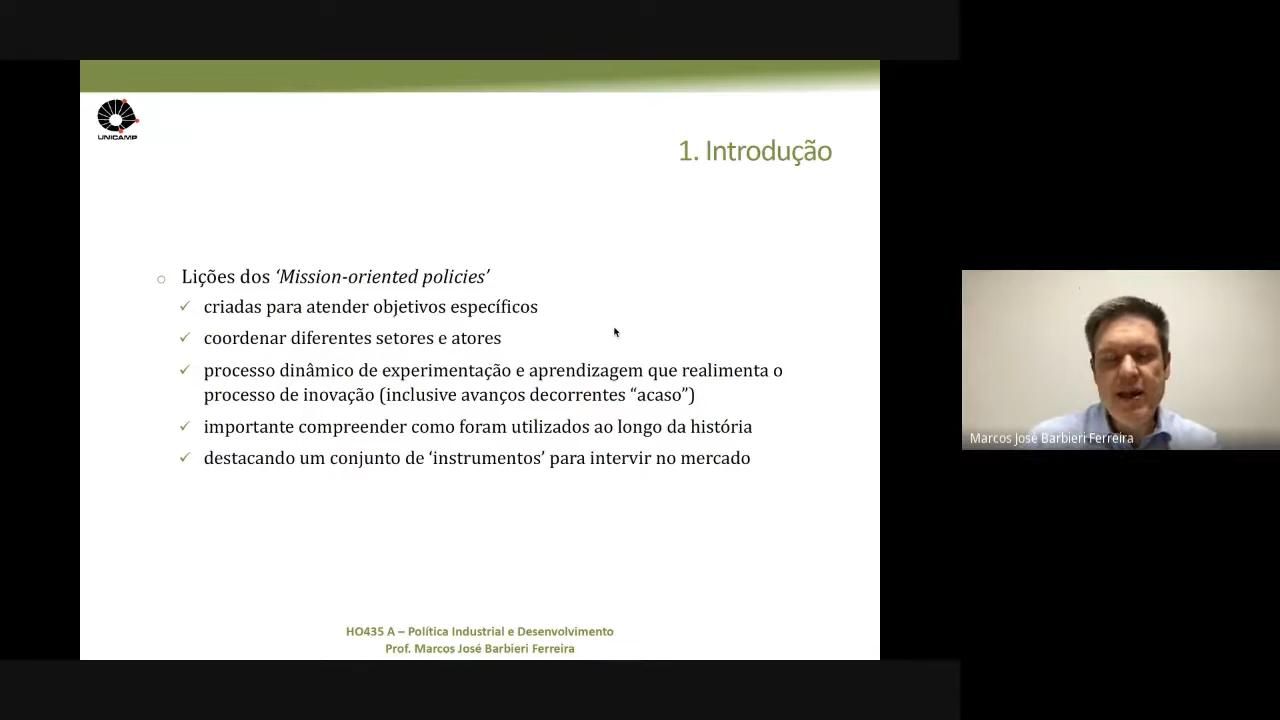 UNICAMP
1. Introdução
Lições dos ‘Mission-oriented policies’
criadas para atender objetivos específicos
coordenar diferentes setores e atores
processo dinâmico de experimentação e aprendizagem que realimenta o
processo de inovação (inclusive avanços decorrentes “acaso”)
importante compreender como foram utilizados ao longo da história
destacando um conjunto de ‘instrumentos’ para intervir no mercado
HO435 A – Política Industrial e Desenvolvimento
Prof. Marcos José Barbieri Ferreira
Marcos José Barbieri Ferreira